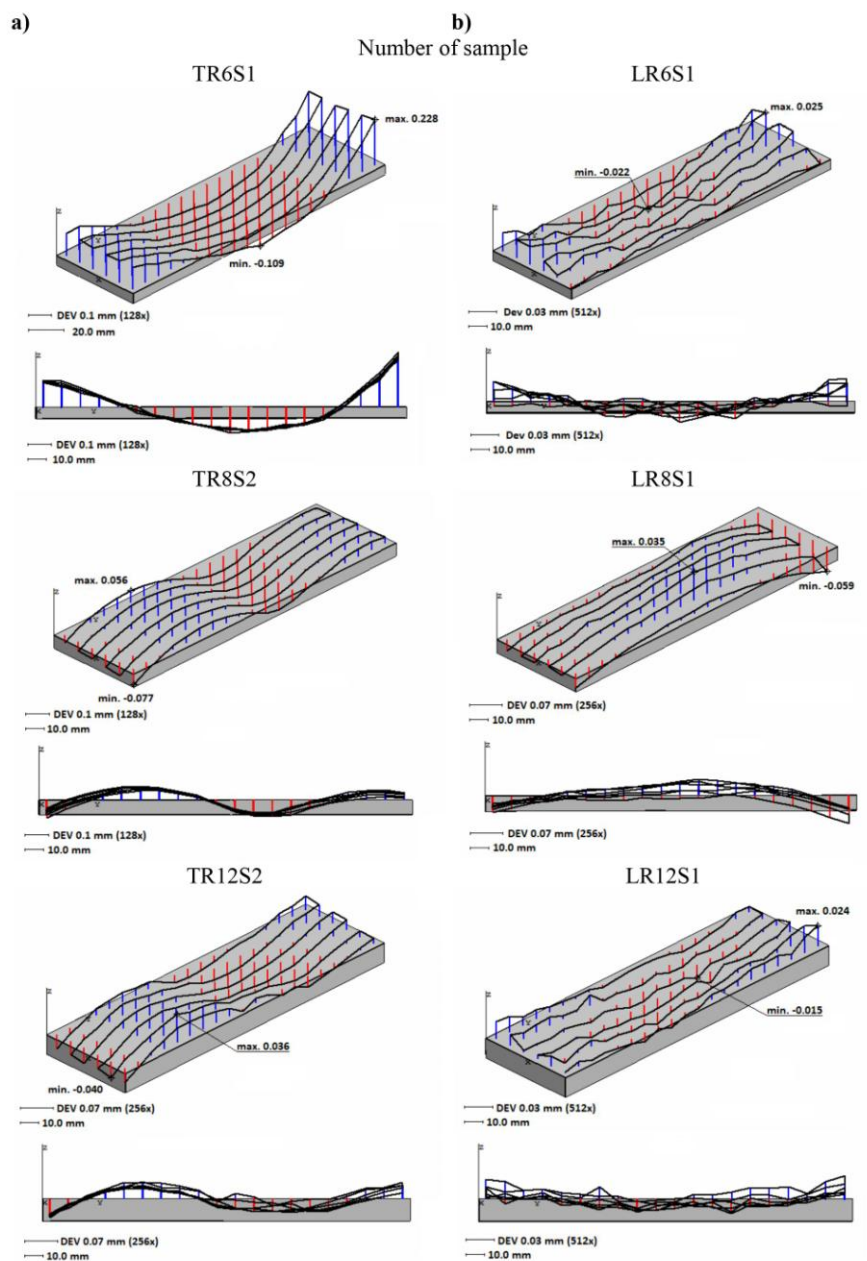 a)
b)
Number of sample
TR6S1
LR6S1
max. 0.228
min. -0.109
DEV 0.1 mm (128x)
20.0 mm
DEV 0.1 mm (128x)
10.0 mm
max. 0.025
min. -0.022
Dev 0.03 mm (512x)
10.0 mm
Dev 0.03 mm (512x)
10.0 mm
TR8S2
LR8S1
max. 0.056
min. -0.077
DEV 0.1 mm (128x)
10.0 mm
DEV 0.1 mm (128x)
10.0 mm
max. 0.035
min. -0.059
DEV 0.07 mm (256x)
10.0 mm
DEV 0.07 mm (256x)
10.0 mm
TR12S2
LR12S1
max. 0.036
min. -0.040
DEV 0.07 mm (256x)
10.0 mm
DEV 0.07 mm (256x)
10.0 mm
max. 0.024
min. -0.015
DEV 0.03 mm (512x)
10.0 mm
DEV 0.03 mm (512x)
10.0 mm